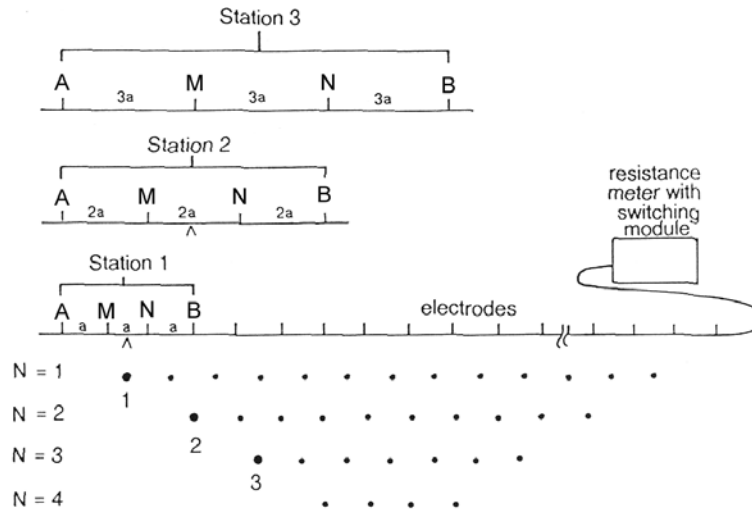 Station 3
A M N B
3a 3a 3a
Station 2
A M N B
2a 2a 2a
resistance
meter with
switching
module
Station 1
A M N B
a a a
electrodes
N = 1
1
N = 2
2
N = 3
3
N = 4